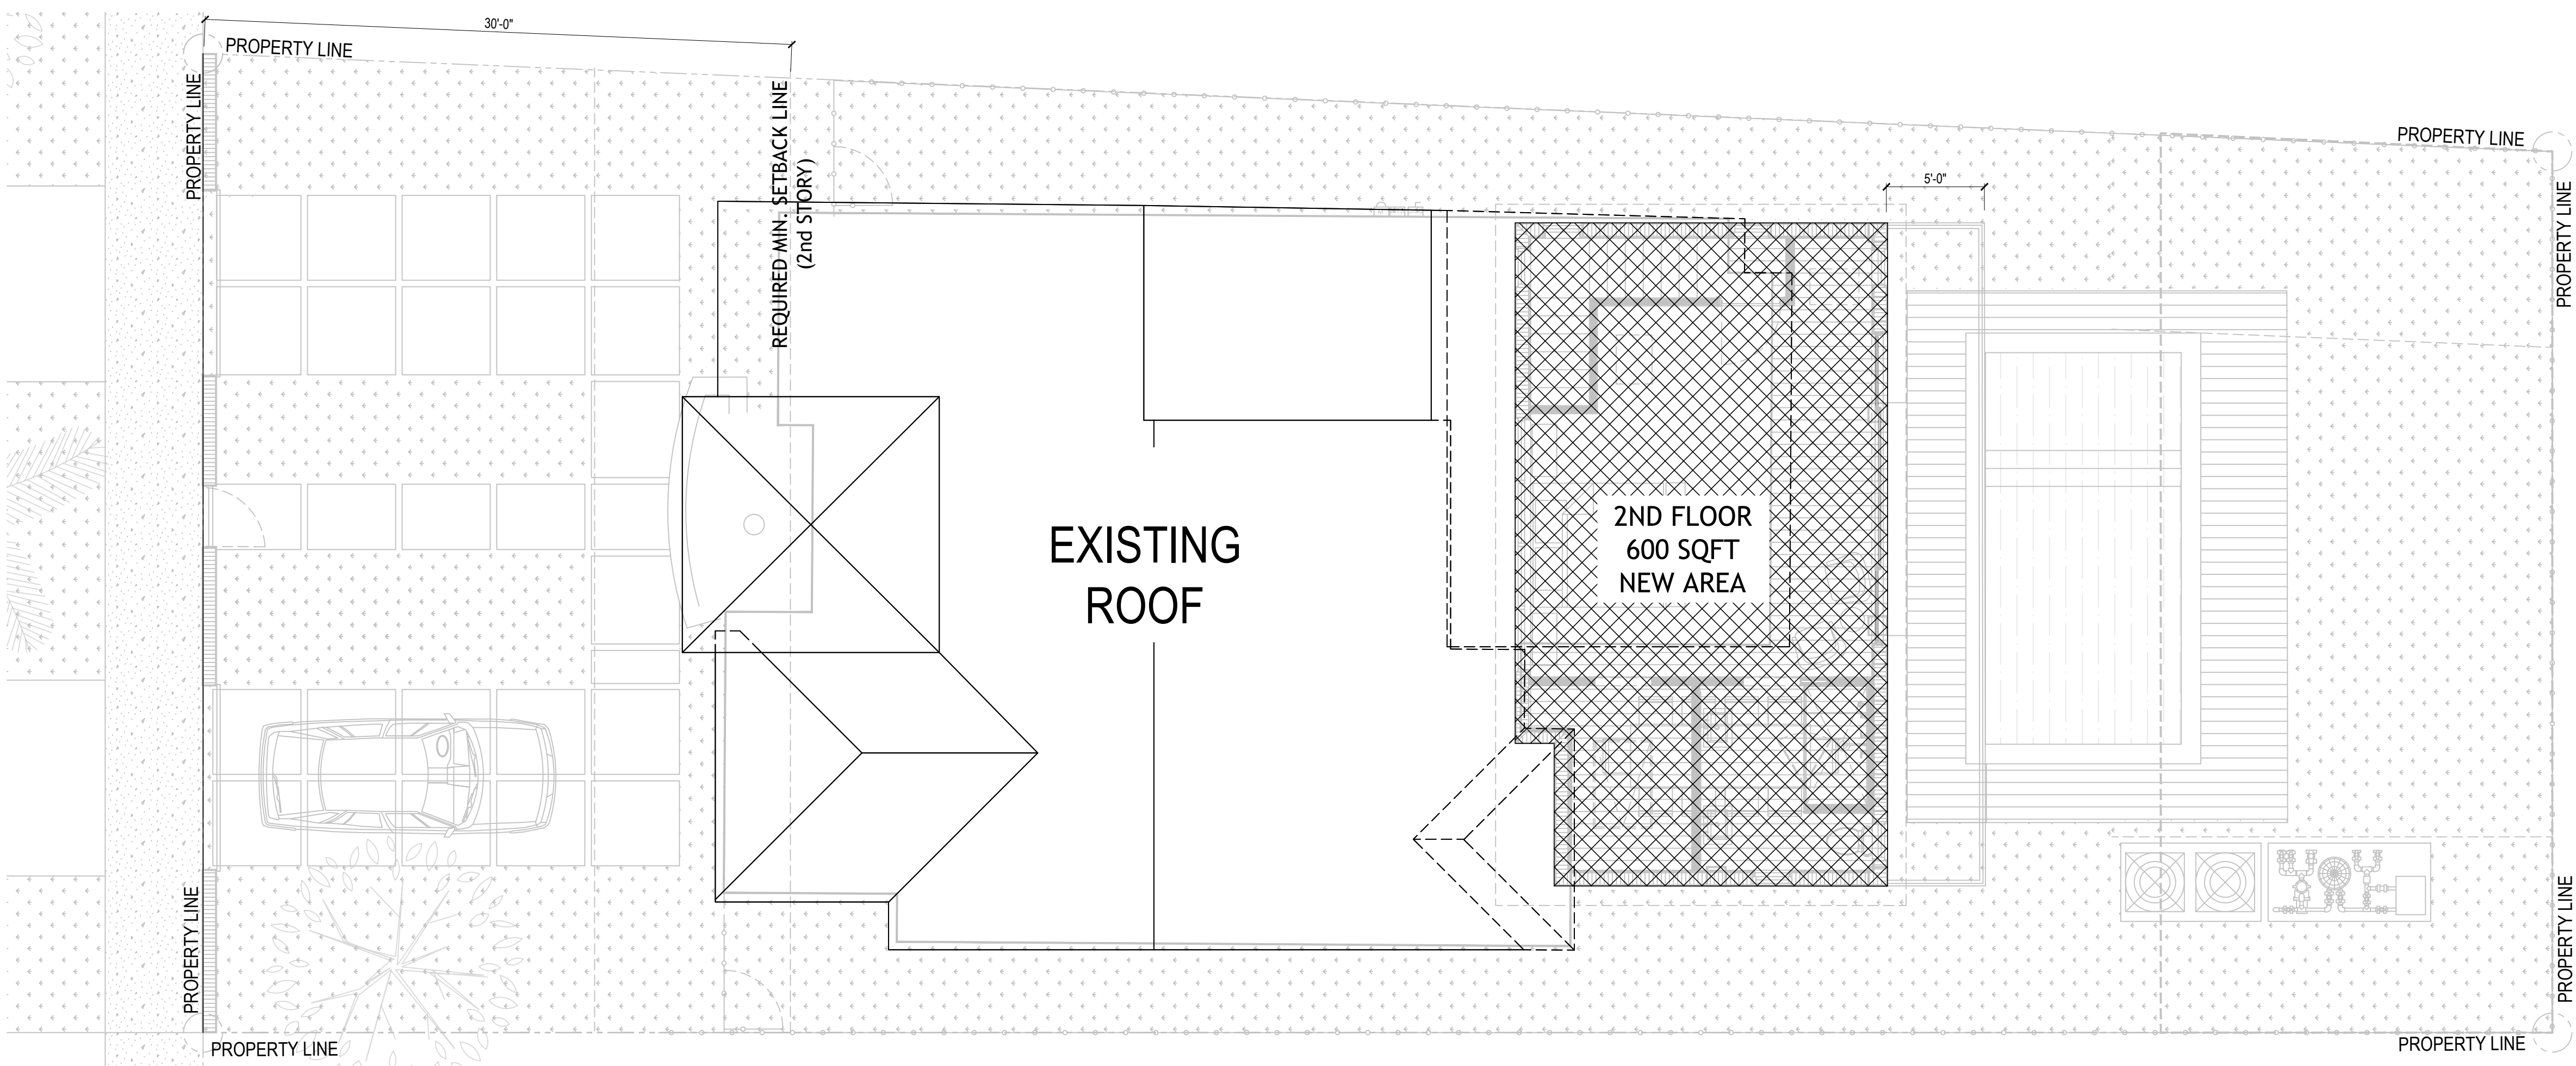 30'-0"
PROPERTY LINE
PROPERTY LINE
REQUIRED MIN. SETBACK LINE
(2nd STORY)
PROPERTY LINE
PROPERTY LINE
5'-0"
EXISTING
ROOF
2ND FLOOR
600 SQFT
NEW AREA
PROPERTY LINE
PROPERTY LINE
PROPERTY LINE
PROPERTY LINE